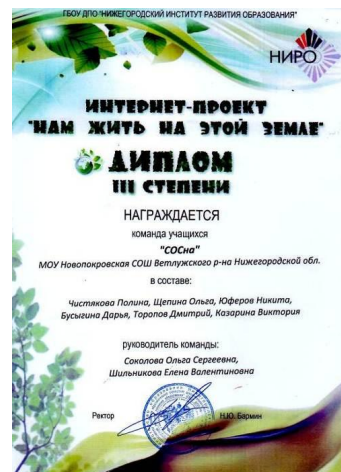 ГБОУ ДПО "НИЖЕГОРОДСКИЙ ИНСТИТУТ РАЗВИТИЯ ОБРАЗОВАНИЯ"
НИРО
ИНТЕРНЕТ-ПРОЕКТ
"НАМ ЖИТЬ НА ЭТОЙ ЗЕМЛЕ"
ДИПЛОМ
III СТЕПЕНИ
НАГРАЖДАЕТСЯ
команда учащихся
"СОСна"
МОУ Новопокровская СОШ Ветлужского р-на Нижегородской обл.
в составе:
Чистякова Полина, Щепина Ольга, Юферов Никита,
Бусыгина Дарья, Торопов Дмитрий, Казарина Виктория
руководитель команды:
Соколова Ольга Сергеевна,
Шильникова Елена Валентиновна
Ректор Н.Ю. Бармин